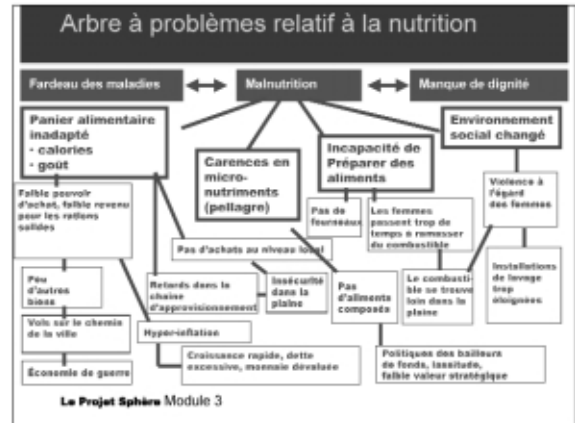 Arbre à problèmes relatif à la nutrition
Fardeau des maladies
Malnutrition
Manque de dignité
Panier alimentaire
inadapté
- calories
- goût
Carences en
micro-
nutriments
(pellagre)
Incapacité de
Préparer des
aliments
Environnement
social changé
Faible pouvoir
d'achat, faible revenu
pour les rations
solides
Pas d'achats au niveau local
Pas de
fourneaux
Les femmes
passent trop de
temps à ramasser
du combustible
Violence à
l'égard
des femmes
Peu
d'autres
biens
Retards dans la
chaîne
d'approvisionnement
Insécurité
dans la
plaine
Pas
d'aliments
composés
Le combusti-
ble se trouve
loin dans la
plaine
Installations
de lavage
trop
éloignées
Vols sur le chemin
de la ville
Hyper-inflation
Économie de guerre
Croissance rapide, dette
excessive, monnaie dévaluée
Politiques des bailleurs
de fonds, lassitude,
faible valeur stratégique
Le Projet Sphère Module 3